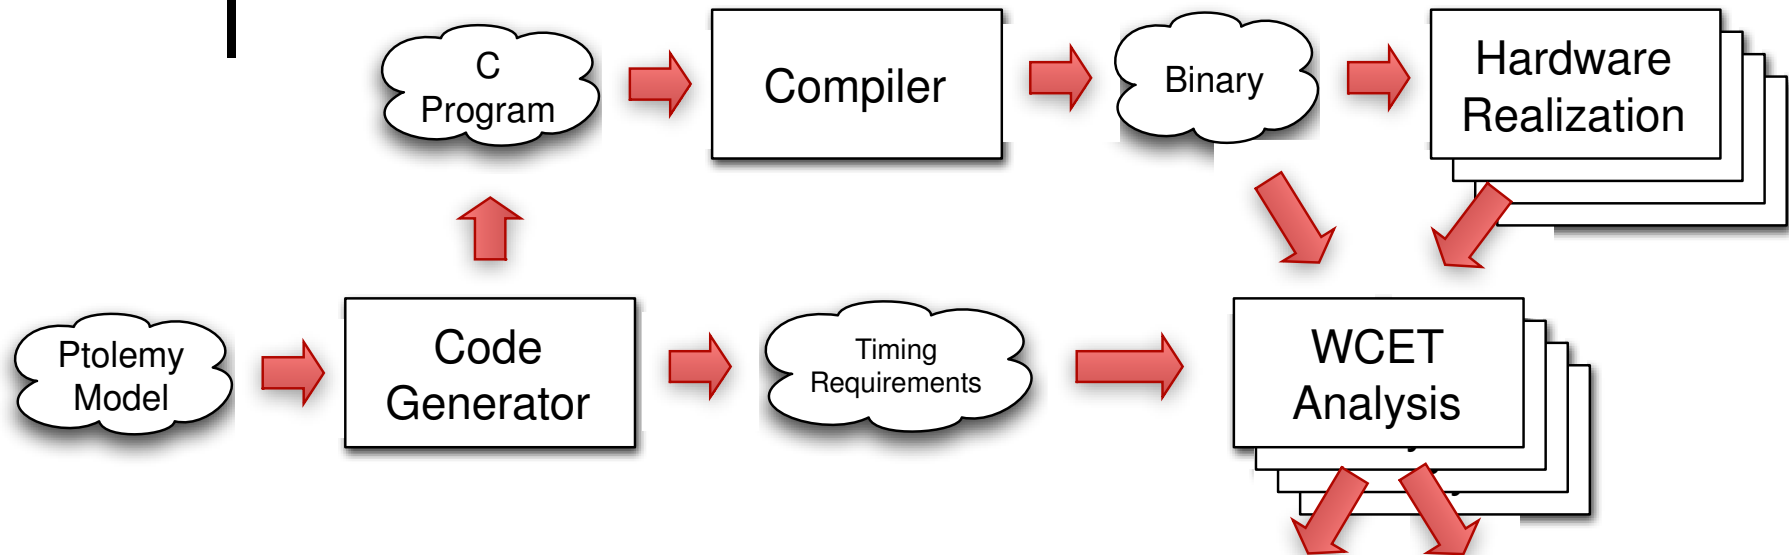 C
Program
Compiler
Binary
Hardware
Realization
Ptolemy
Model
Code
Generator
Timing
Requirements
WCET
Analysis